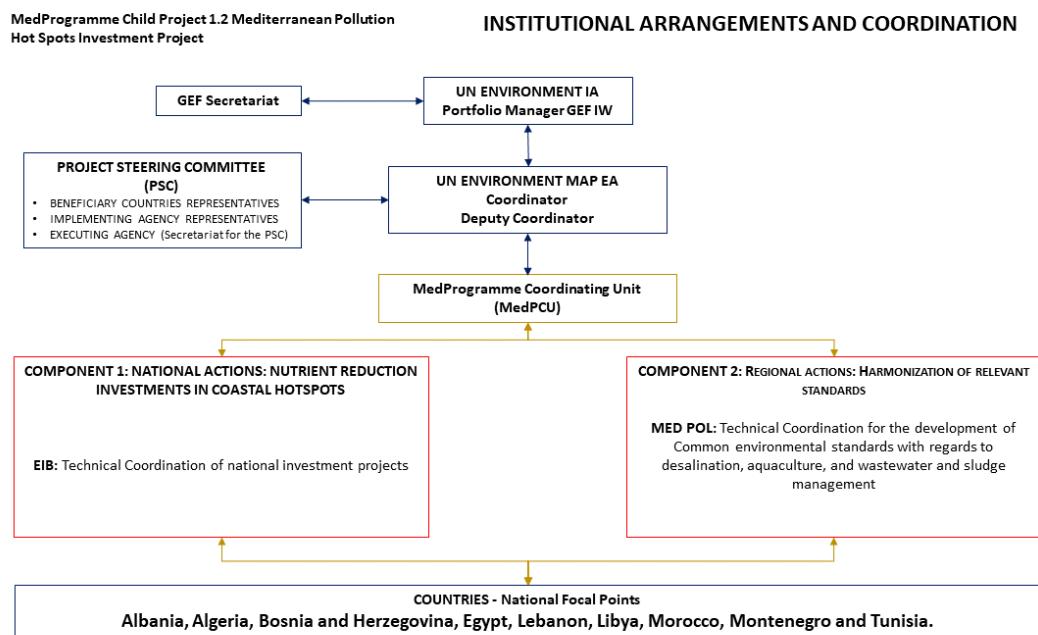 MedProgramme Child Project 1.2 Mediterranean Pollution
Hot Spots Investment Project
INSTITUTIONAL ARRANGEMENTS AND COORDINATION
GEF Secretariat
UN ENVIRONMENT IA
Portfolio Manager GEF IW
PROJECT STEERING COMMITTEE
(PSC)
• BENEFICIARY COUNTRIES REPRESENTATIVES
• IMPLEMENTING AGENCY REPRESENTATIVES
• EXECUTING AGENCY (Secretariat for the PSC)
UN ENVIRONMENT MAP EA
Coordinator
Deputy Coordinator
MedProgramme Coordinating Unit
(MedPCU)
COMPONENT 1: NATIONAL ACTIONS: NUTRIENT REDUCTION
INVESTMENTS IN COASTAL HOTSPOTS
EIB: Technical Coordination of national investment projects
COMPONENT 2: REGIONAL ACTIONS: HARMONIZATION OF RELEVANT
STANDARDS
MED POL: Technical Coordination for the development of
Common environmental standards with regards to
desalination, aquaculture, and wastewater and sludge
management
COUNTRIES - National Focal Points
Albania, Algeria, Bosnia and Herzegovina, Egypt, Lebanon, Libya, Morocco, Montenegro and Tunisia.